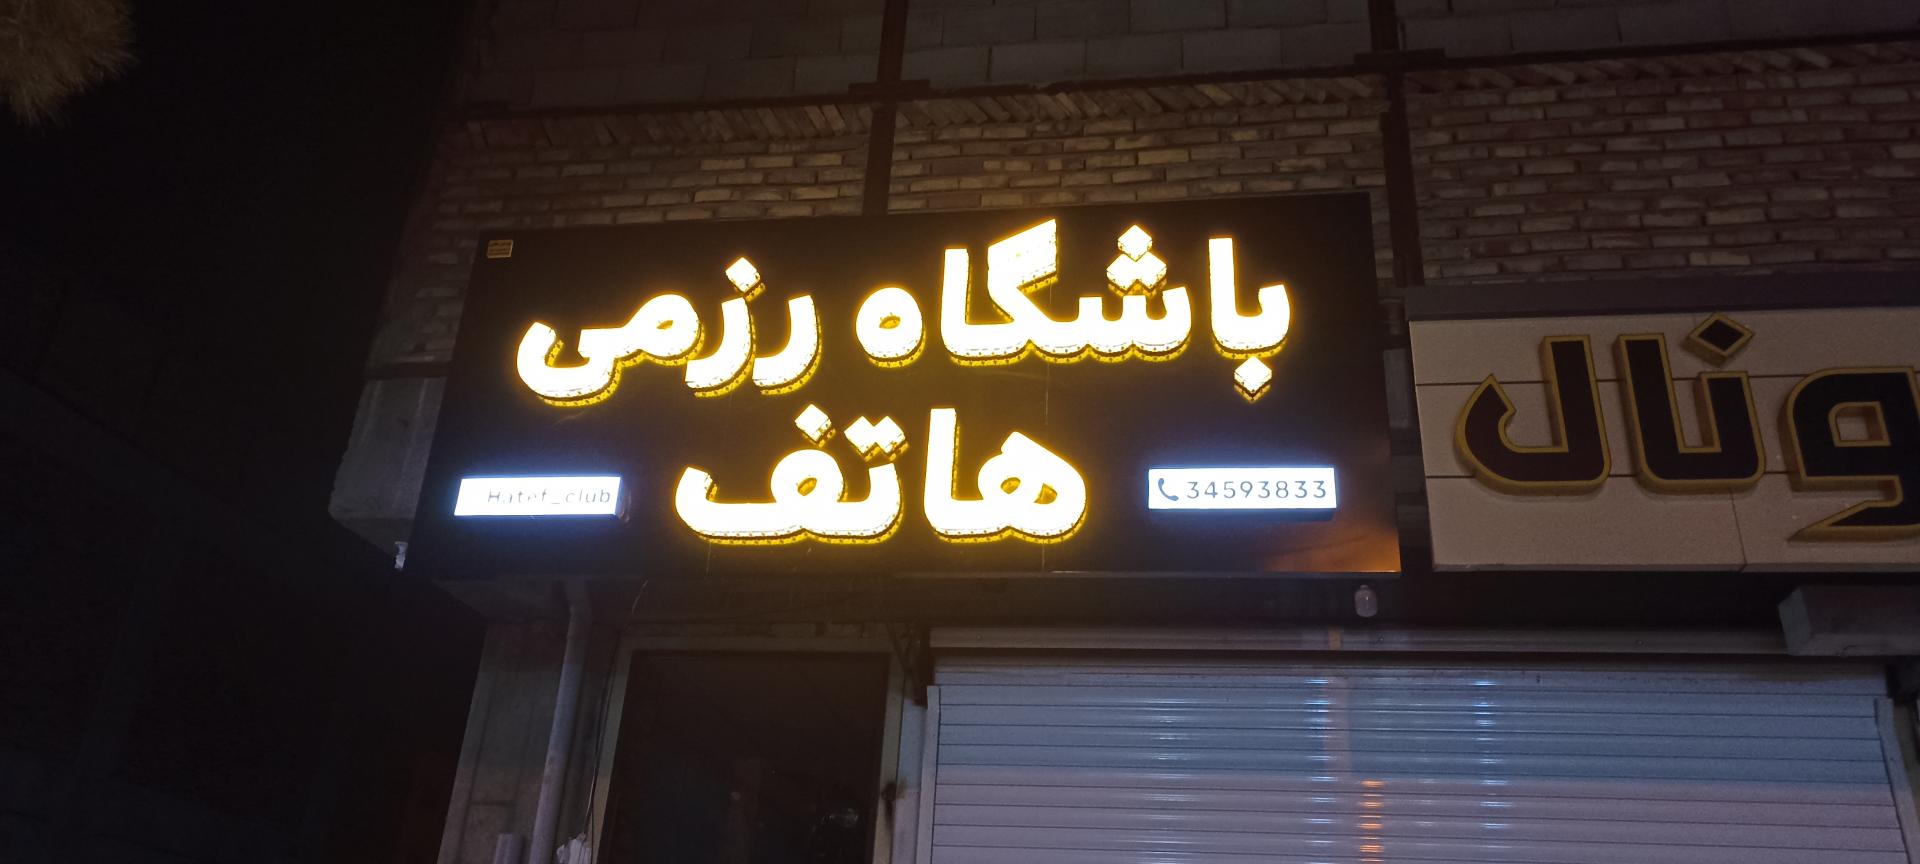 باشگاه رزمی
هاتف
34593833
Hatef_club
ونال